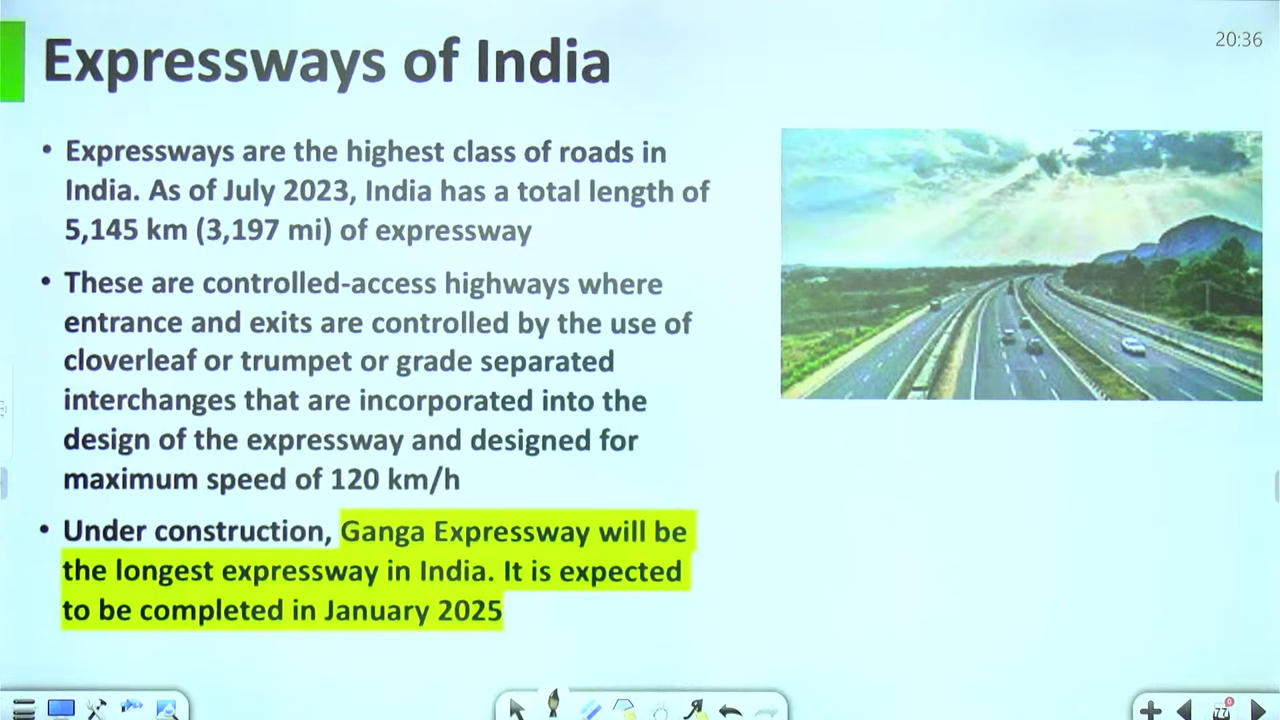 Expressways of India
20:36
• Expressways are the highest class of roads in
India. As of July 2023, India has a total length of
5,145 km (3,197 mi) of expressway
• These are controlled-access highways where
entrance and exits are controlled by the use of
cloverleaf or trumpet or grade separated
interchanges that are incorporated into the
design of the expressway and designed for
maximum speed of 120 km/h
• Under construction, Ganga Expressway will be
the longest expressway in India. It is expected
to be completed in January 2025